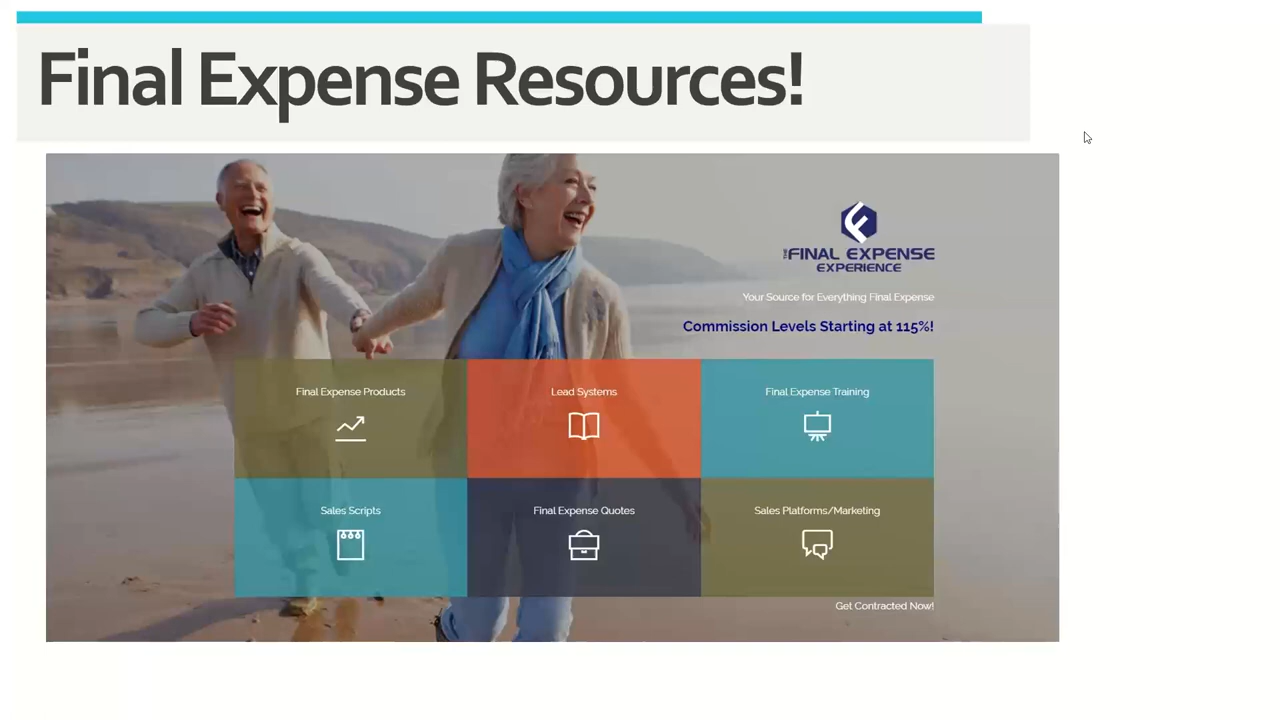 Final Expense Resources!
THE FINAL EXPENSE
EXPERIENCE
Your Source for Everything Final Expense
Commission Levels Starting at 115%!
Final Expense Products
Lead Systems
Final Expense Training
Sales Scripts
Final Expense Quotes
Sales Platforms/Marketing
Get Contracted Now!